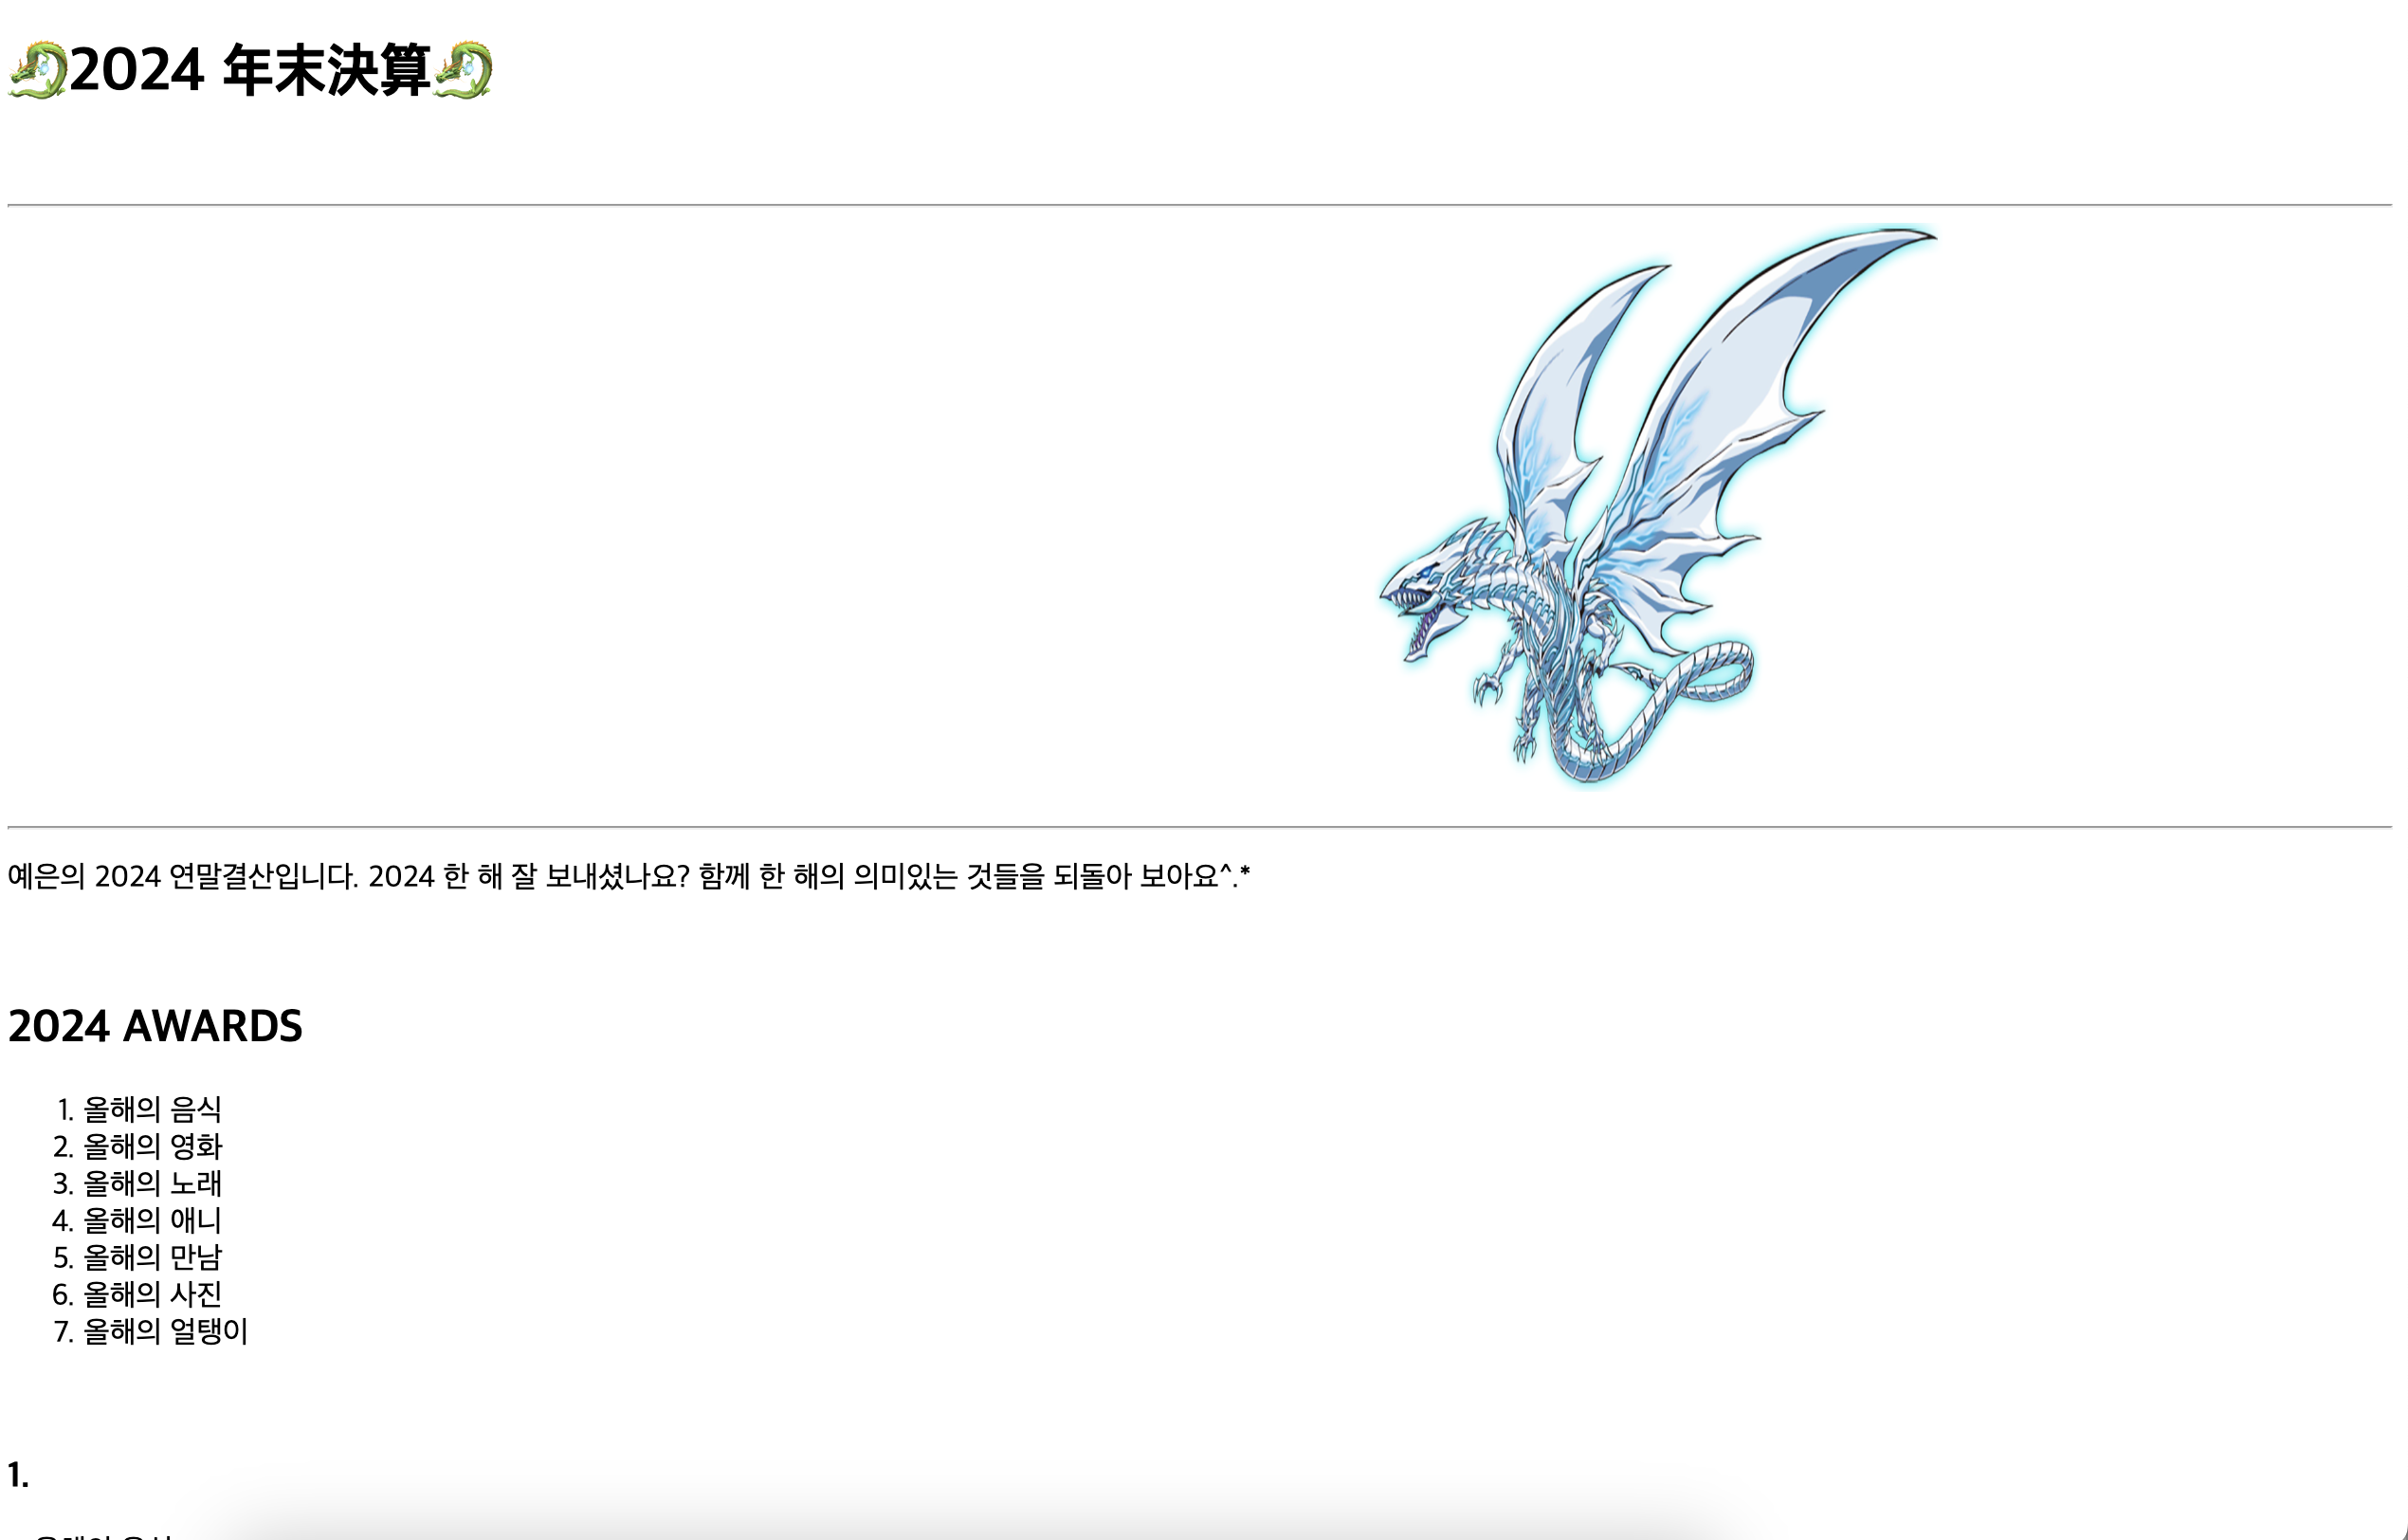 🐉2024 年末決算🐉
예은의 2024 연말결산입니다. 2024 한 해 잘 보내셨나요? 함께 한 해의 의미있는 것들을 되돌아 보아요^.*
2024 AWARDS
1. 올해의 음식
2. 올해의 영화
3. 올해의 노래
4. 올해의 애니
5. 올해의 만남
6. 올해의 사진
7. 올해의 얼탱이
1.